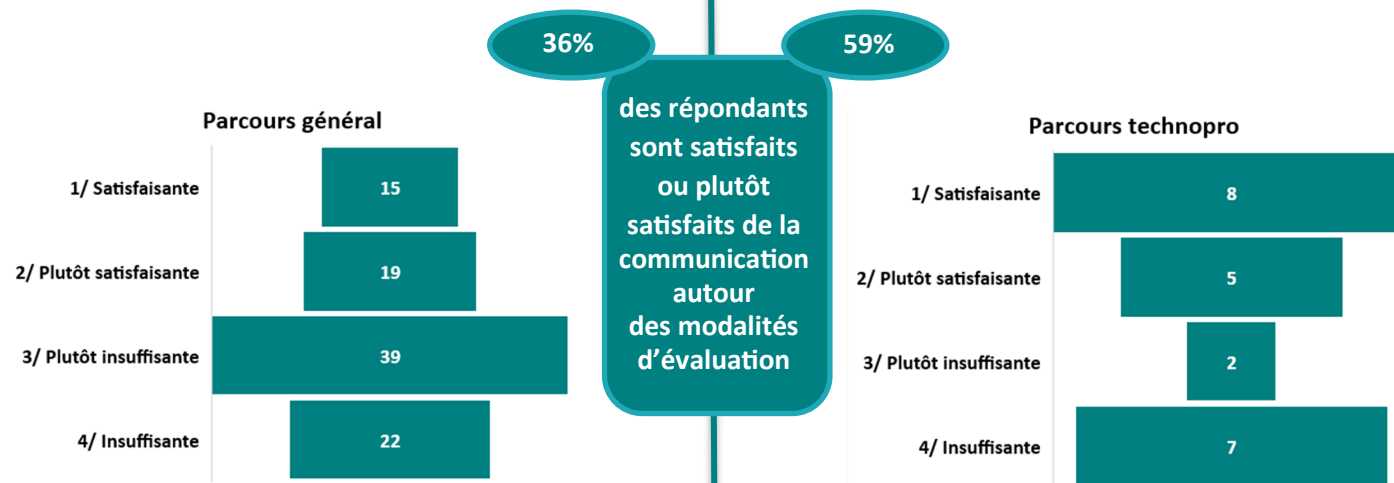 36%
59%
des répondants
sont satisfaits
ou plutôt
satisfaits de la
communication
autour
des modalités
d'évaluation
Parcours général
1/ Satisfaisante
15
2/ Plutôt satisfaisante
19
3/ Plutôt insuffisante
39
4/ Insuffisante
22
Parcours technopro
1/ Satisfaisante
8
2/ Plutôt satisfaisante
5
3/ Plutôt insuffisante
2
4/ Insuffisante
7